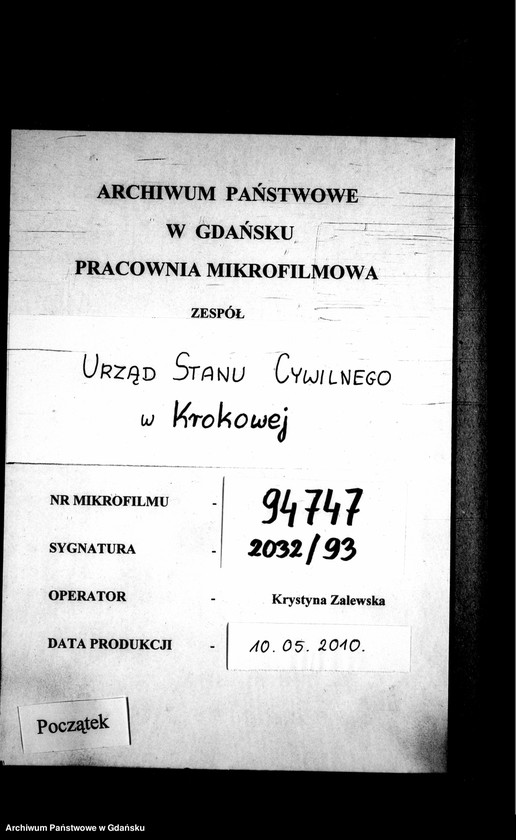 ARCHIWUM PAŃSTWOWE
W GDAŃSKU
PRACOWNIA MIKROFILMOWA
ZESPÓŁ
URZĄD STANU CYWILNEGO
w Krokowej
NR MIKROFILMU - 94747
SYGNATURA - 2032/93
OPERATOR - Krystyna Zalewska
DATA PRODUKCJI - 10.05.2010.
Początek
Archiwum Państwowe w Gdańsku